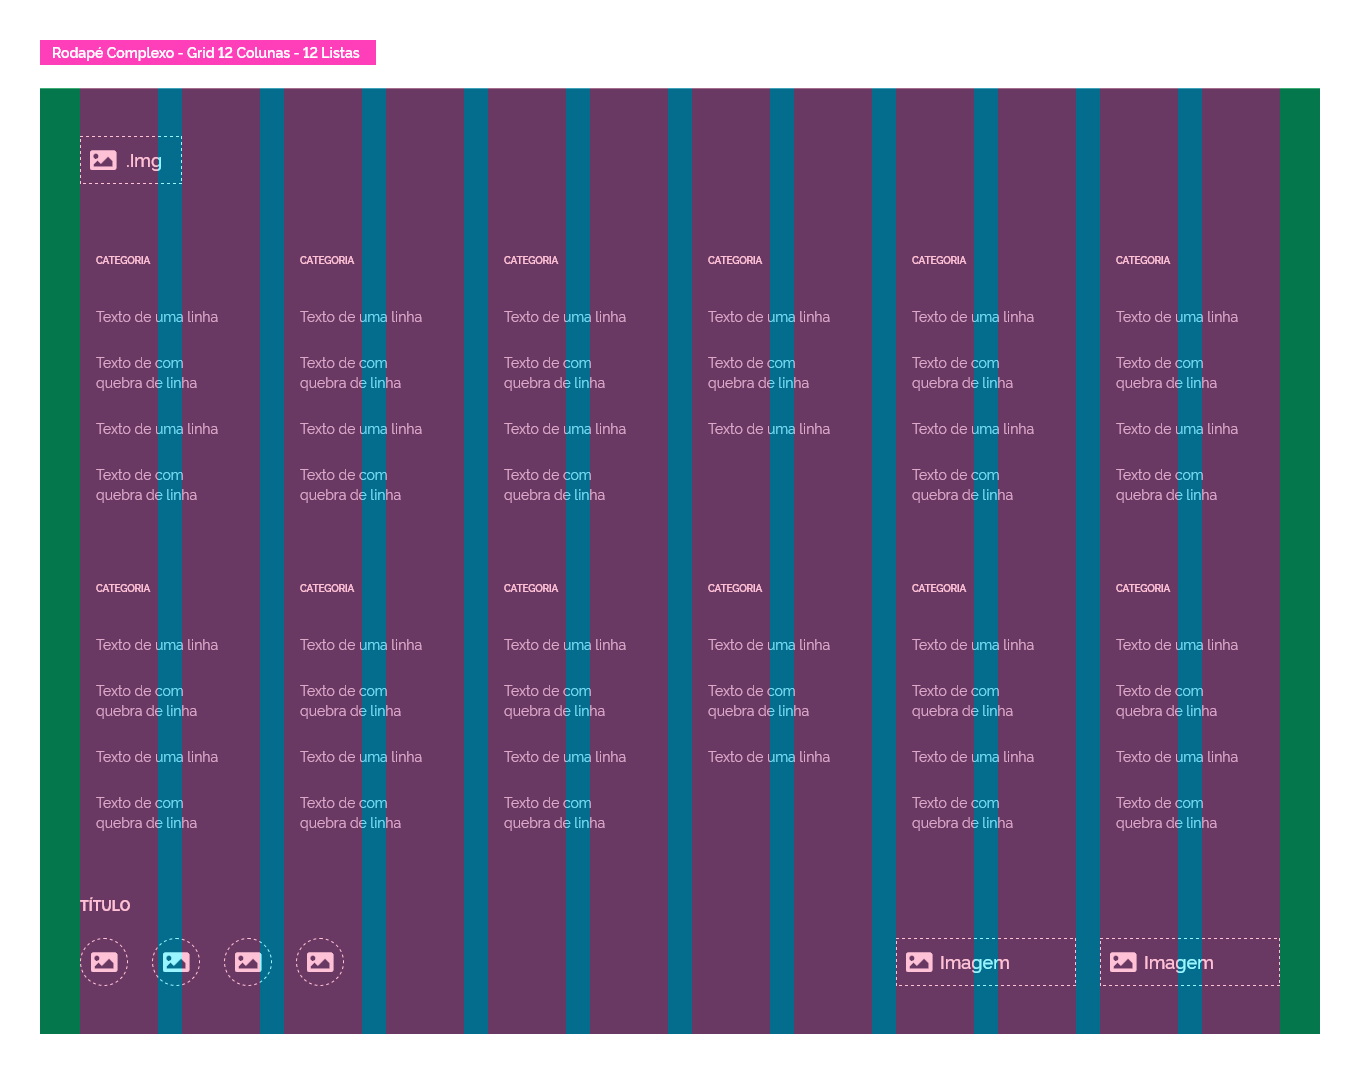 Rodapé Complexo - Grid 12 Colunas - 12 Listas
.Img
CATEGORIA CATEGORIA CATEGORIA CATEGORIA CATEGORIA CATEGORIA
Texto de uma linha Texto de uma linha Texto de uma linha Texto de uma linha Texto de uma linha Texto de uma linha
Texto de com Texto de com Texto de com Texto de com Texto de com Texto de com
quebra de linha quebra de linha quebra de linha quebra de linha quebra de linha quebra de linha
Texto de uma linha Texto de uma linha Texto de uma linha Texto de uma linha Texto de uma linha Texto de uma linha
Texto de com Texto de com Texto de com Texto de com Texto de com
quebra de linha quebra de linha quebra de linha quebra de linha quebra de linha
CATEGORIA CATEGORIA CATEGORIA CATEGORIA CATEGORIA CATEGORIA
Texto de uma linha Texto de uma linha Texto de uma linha Texto de uma linha Texto de uma linha Texto de uma linha
Texto de com Texto de com Texto de com Texto de com Texto de com Texto de com
quebra de linha quebra de linha quebra de linha quebra de linha quebra de linha quebra de linha
Texto de uma linha Texto de uma linha Texto de uma linha Texto de uma linha Texto de uma linha Texto de uma linha
Texto de com Texto de com Texto de com Texto de com Texto de com
quebra de linha quebra de linha quebra de linha quebra de linha quebra de linha
TÍTULO
Imagem Imagem